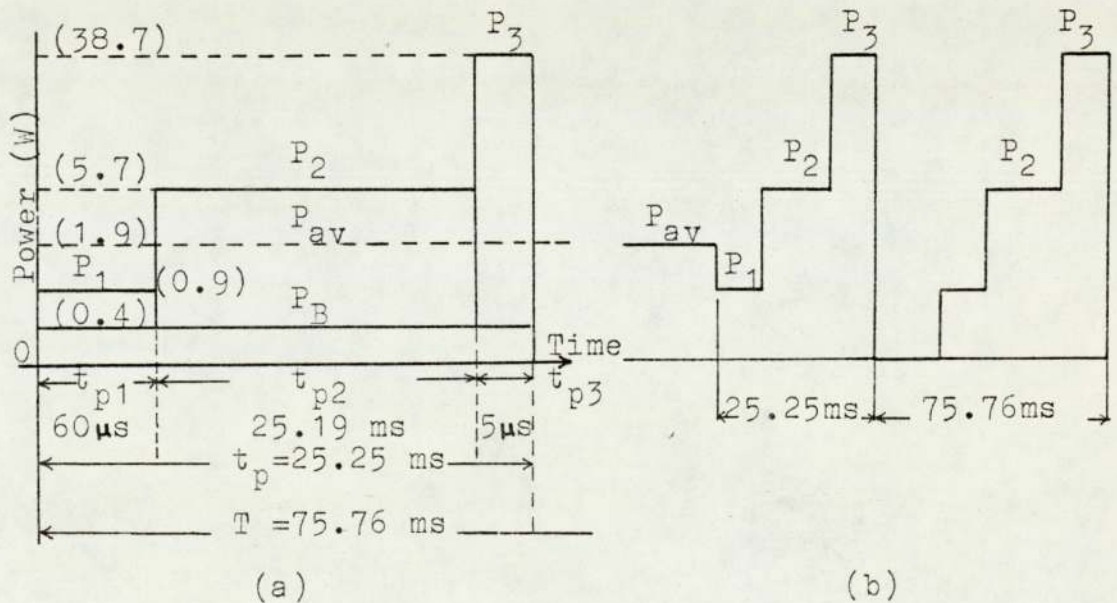 (38.7)
P3
Power (W)
(5.7)
P2
(1.9)
Pav
P1
(0.9)
(0.4)
PB
0
Time
tp1
tp2
tp3
60μs
25.19 ms
5μs
tp=25.25 ms
T =75.76 ms
(a)
P3
P3
P2
P2
Pav
P1
25.25ms
75.76ms
(b)